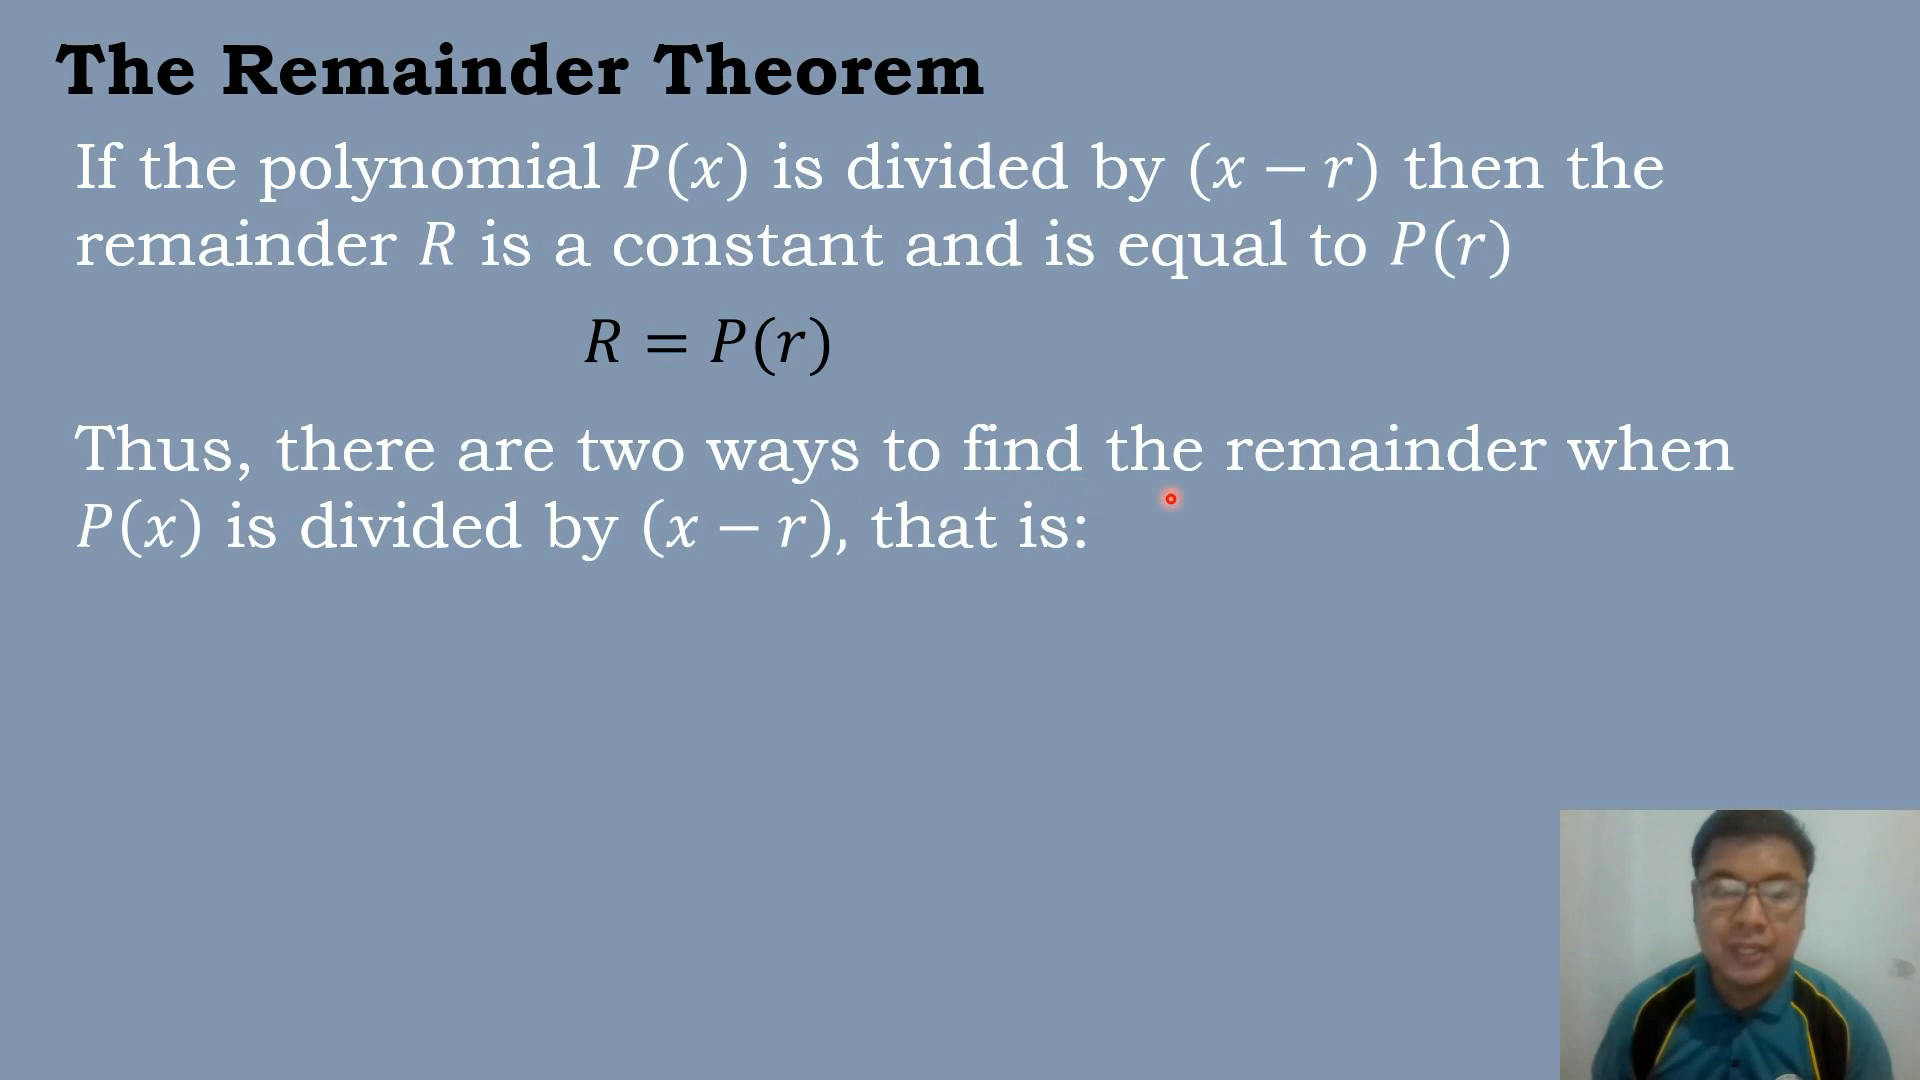 The Remainder Theorem
If the polynomial P(x) is divided by (x − r) then the
remainder R is a constant and is equal to P(r)
R = P(r)
Thus, there are two ways to find the remainder when
P(x) is divided by (x − r), that is: